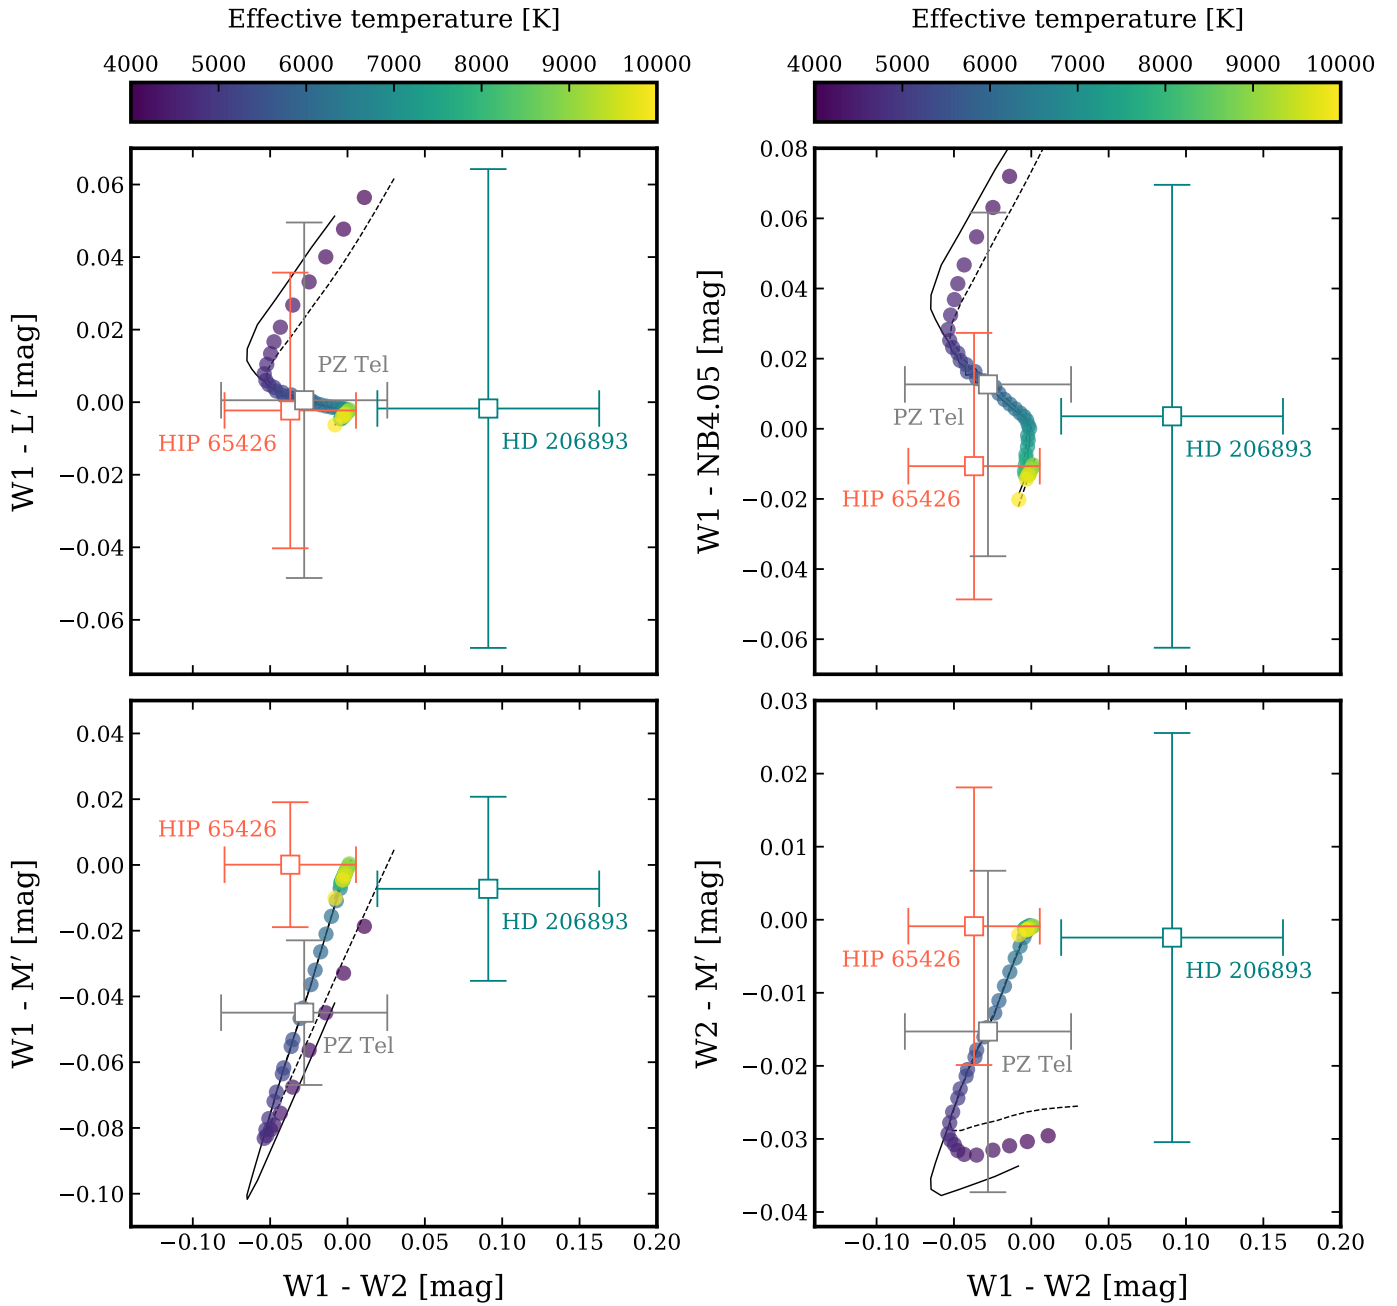 Effective temperature [K]
4000 5000 6000 7000 8000 9000 10000
Effective temperature [K]
4000 5000 6000 7000 8000 9000 10000
W1 - L′ [mag]
0.06
0.04
0.02
0.00
−0.02
−0.04
−0.06
PZ Tel
HIP 65426
HD 206893
W1 - NB4.05 [mag]
0.08
0.06
0.04
0.02
0.00
−0.02
−0.04
−0.06
PZ Tel
HIP 65426
HD 206893
W1 - M′ [mag]
0.04
0.02
0.00
−0.02
−0.04
−0.06
−0.08
−0.10
HIP 65426
HD 206893
PZ Tel
−0.10 −0.05 0.00 0.05 0.10 0.15 0.20
W1 - W2 [mag]
W2 - M′ [mag]
0.03
0.02
0.01
0.00
−0.01
−0.02
−0.03
−0.04
HIP 65426
HD 206893
PZ Tel
−0.10 −0.05 0.00 0.05 0.10 0.15 0.20
W1 - W2 [mag]